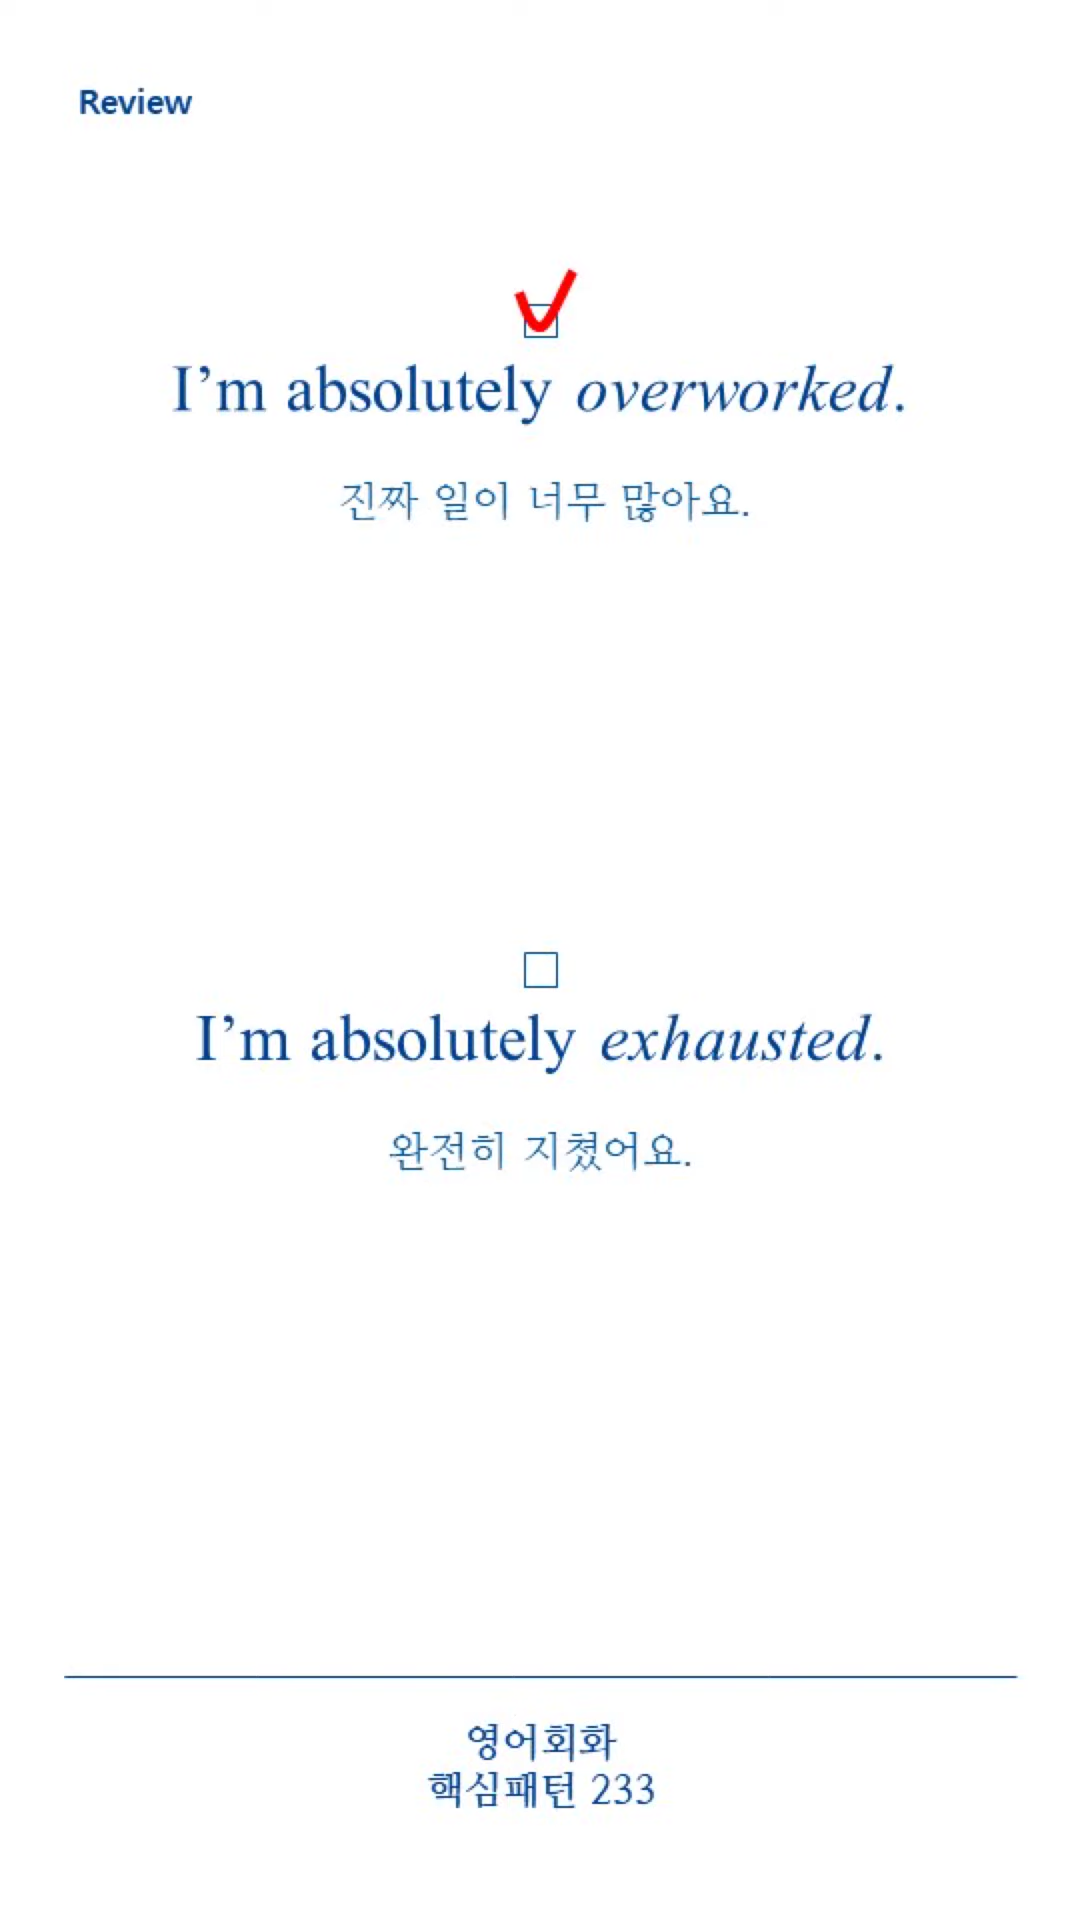 Review
I’m absolutely overworked.
진짜 일이 너무 많아요.
I’m absolutely exhausted.
완전히 지쳤어요.
영어회화
핵심패턴 233